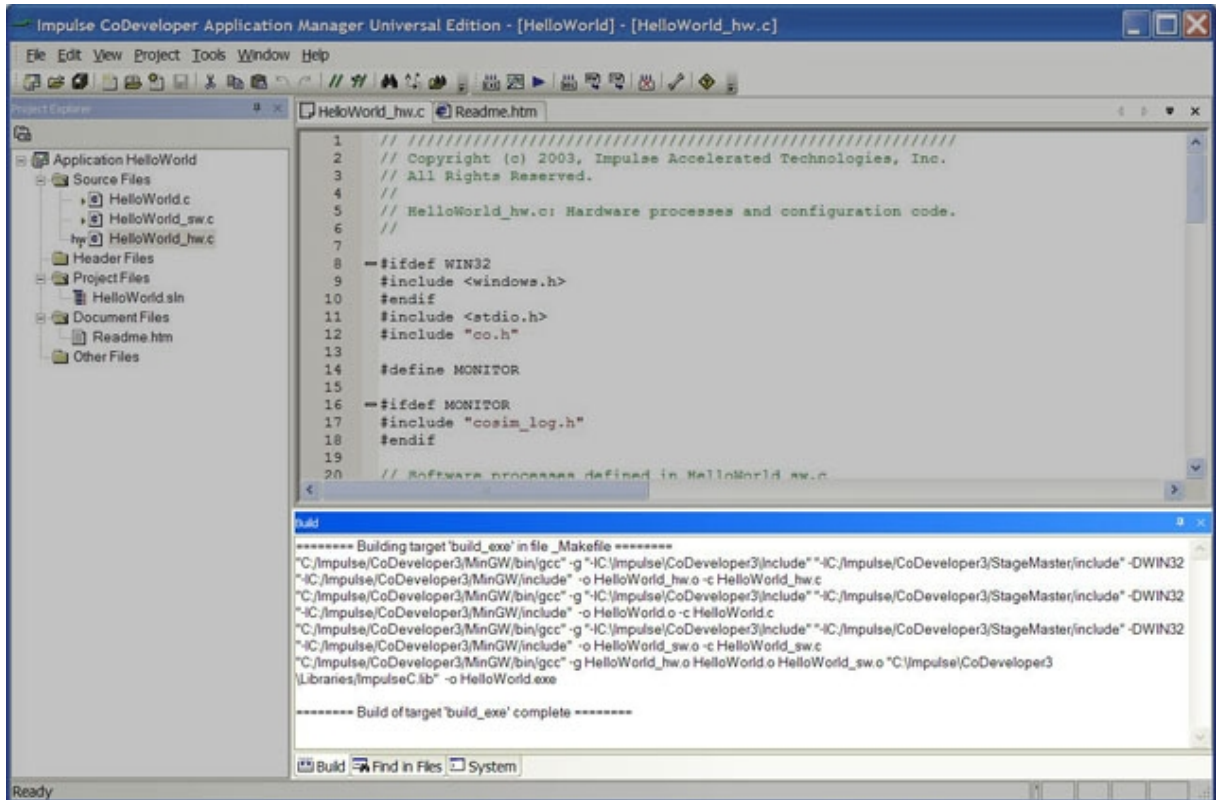 Impulse CoDeveloper Application Manager Universal Edition - [HelloWorld] - [HelloWorld_hw.c]
File Edit View Project Tools Window Help
Project Explorer
HelloWorld_hw.c Readme.htm
Application HelloWorld
Source Files
HelloWorld.c
HelloWorld_sw.c
hw HelloWorld_hw.c
Header Files
Project Files
HelloWorld.sln
Document Files
Readme.htm
Other Files
1 // ///////////////////////////////////////////////////////////
2 // Copyright (c) 2003, Impulse Accelerated Technologies, Inc.
3 // All Rights Reserved.
4 //
5 // HelloWorld_hw.c: Hardware processes and configuration code.
6 //
7
8 #ifdef WIN32
9 #include <windows.h>
10 #endif
11 #include <stdio.h>
12 #include "co.h"
13
14 #define MONITOR
15
16 #ifdef MONITOR
17 #include "cosim_log.h"
18 #endif
19
20 // Software processes defined in HelloWorld_sw.c
Build
======== Building target 'build_exe' in file _Makefile ========
"C:/Impulse/CoDeveloper3/MinGW/bin/gcc" -g "-IC:\Impulse\CoDeveloper3\Include" "-IC:/Impulse/CoDeveloper3/StageMaster/include" -DWIN32
"-IC:/Impulse/CoDeveloper3/MinGW/include" -o HelloWorld_hw.o -c HelloWorld_hw.c
"C:/Impulse/CoDeveloper3/MinGW/bin/gcc" -g "-IC:\Impulse\CoDeveloper3\Include" "-IC:/Impulse/CoDeveloper3/StageMaster/include" -DWIN32
"-IC:/Impulse/CoDeveloper3/MinGW/include" -o HelloWorld.o -c HelloWorld.c
"C:/Impulse/CoDeveloper3/MinGW/bin/gcc" -g "-IC:\Impulse\CoDeveloper3\Include" "-IC:/Impulse/CoDeveloper3/StageMaster/include" -DWIN32
"-IC:/Impulse/CoDeveloper3/MinGW/include" -o HelloWorld_sw.o -c HelloWorld_sw.c
"C:/Impulse/CoDeveloper3/MinGW/bin/gcc" -g HelloWorld_hw.o HelloWorld.o HelloWorld_sw.o "C:\Impulse\CoDeveloper3
\Libraries/ImpulseC.lib" -o HelloWorld.exe
======== Build of target 'build_exe' complete ========
Build Find in Files System
Ready